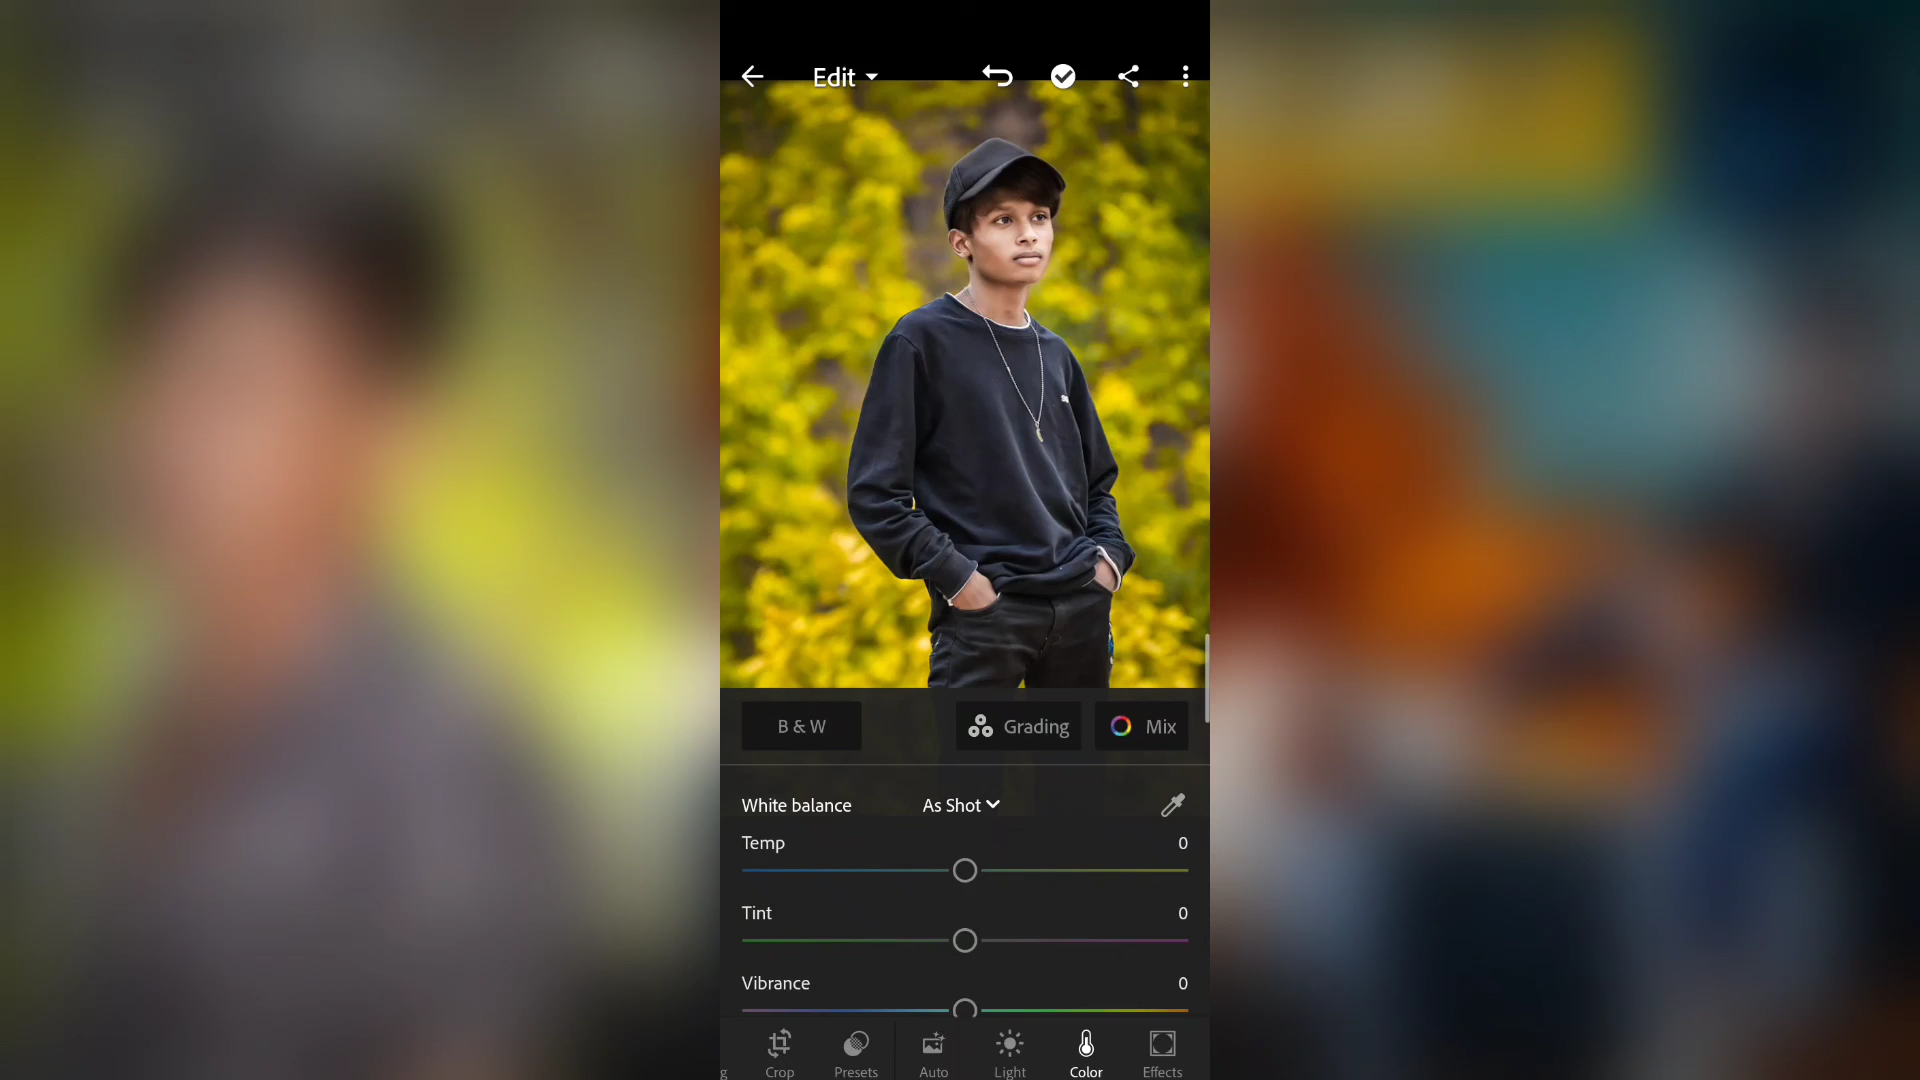 Edit
B & W
Grading
Mix
White balance
As Shot
Temp
0
Tint
0
Vibrance
0
Crop
Presets
Auto
Light
Color
Effects